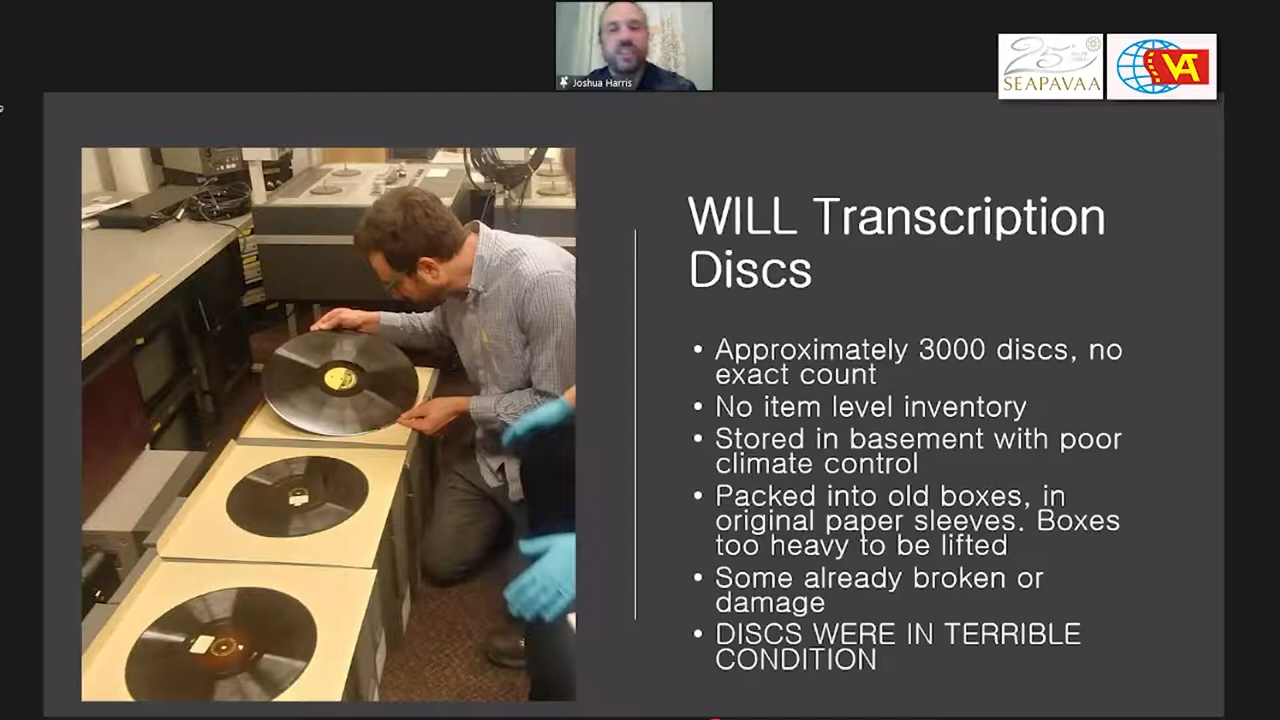 Joshua Harris
25
SEAPAVAA
VA
WILL Transcription
Discs
• Approximately 3000 discs, no
exact count
• No item level inventory
• Stored in basement with poor
climate control
• Packed into old boxes, in
original paper sleeves. Boxes
too heavy to be lifted
• Some already broken or
damage
• DISCS WERE IN TERRIBLE
CONDITION